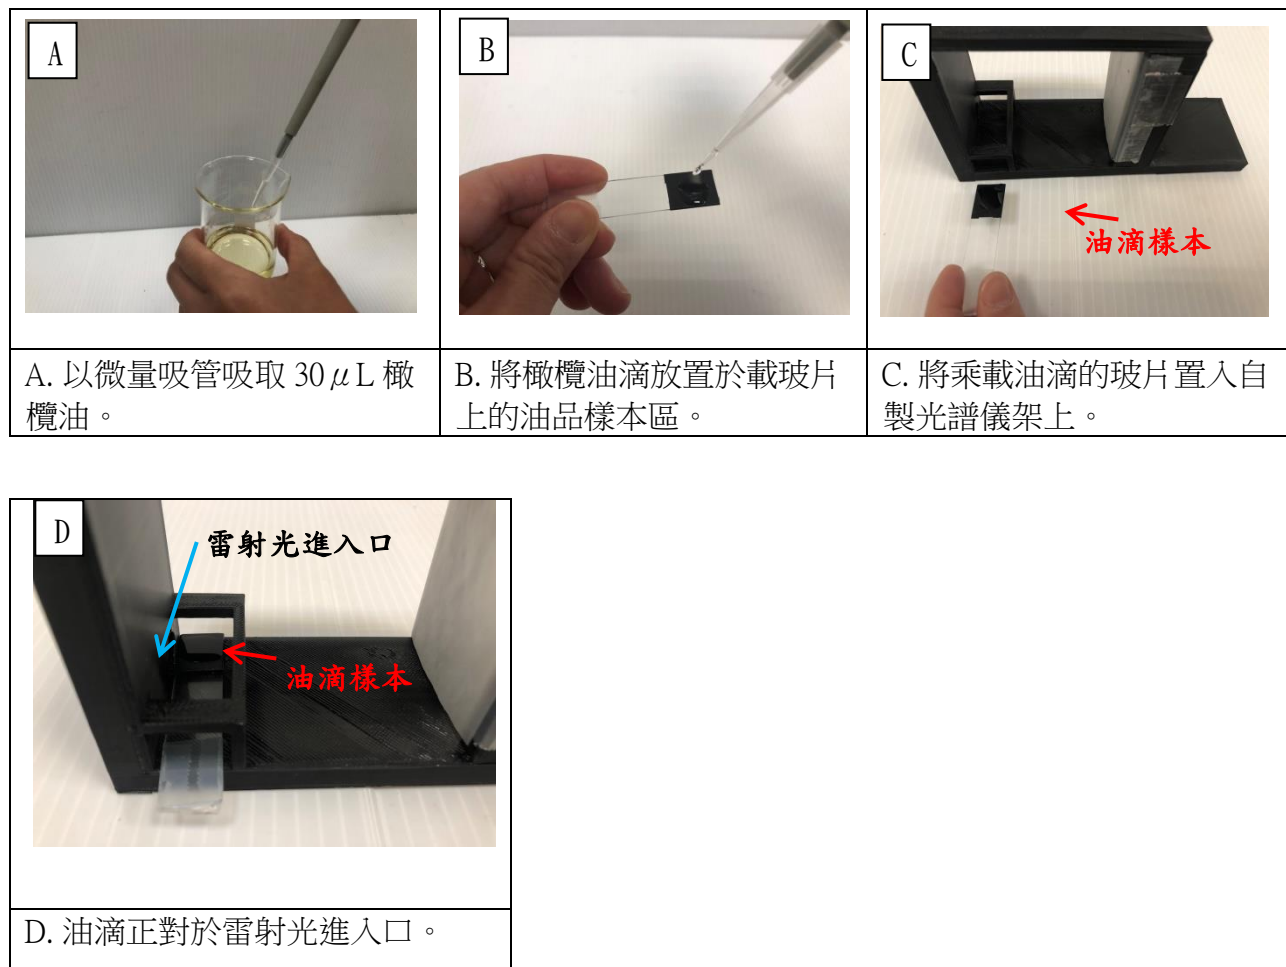 A
B
C
油滴樣本
A. 以微量吸管吸取 30μL 橄
欖油。
B. 將橄欖油滴放置於載玻片
上的油品樣本區。
C. 將乘載油滴的玻片置入自
製光譜儀架上。
D
雷射光進入口
油滴樣本
D. 油滴正對於雷射光進入口。